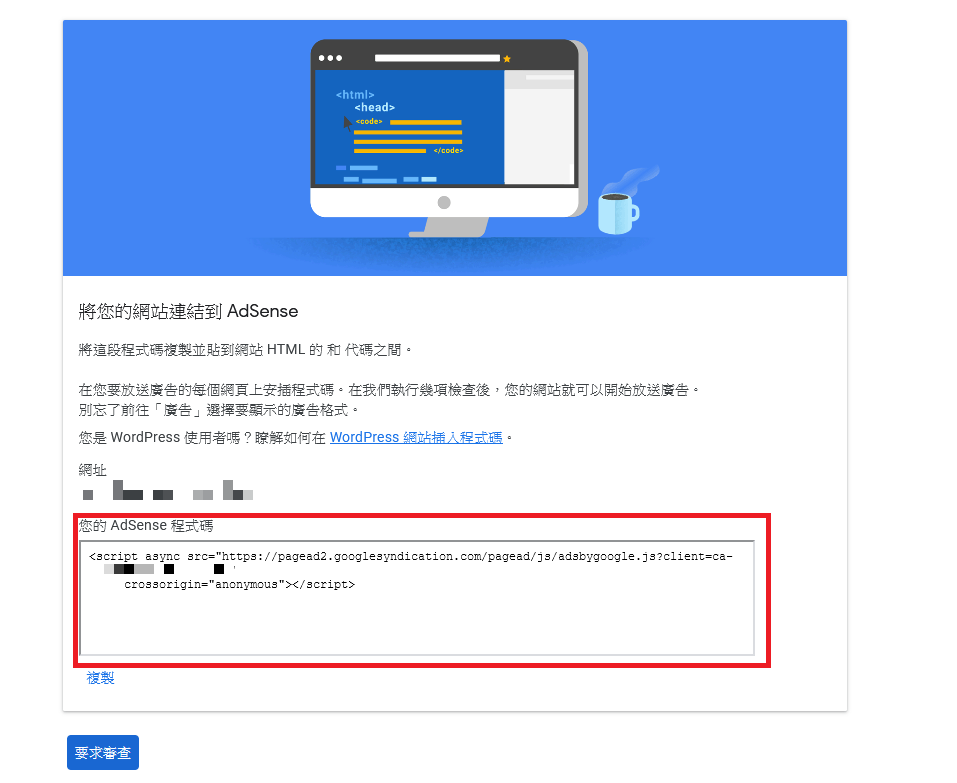 <html>
<head>
<code>
</code>
將您的網站連結到 AdSense
將這段程式碼複製並貼到網站 HTML 的 和 代碼之間。
在您要放送廣告的每個網頁上安插程式碼。在我們執行幾項檢查後，您的網站就可以開始放送廣告。
別忘了前往「廣告」選擇要顯示的廣告格式。
您是 WordPress 使用者嗎？瞭解如何在 WordPress 網站插入程式碼。
網址
您的 AdSense 程式碼
<script async src="https://pagead2.googlesyndication.com/pagead/js/adsbygoogle.js?client=ca-
crossorigin="anonymous"></script>
複製
要求審查